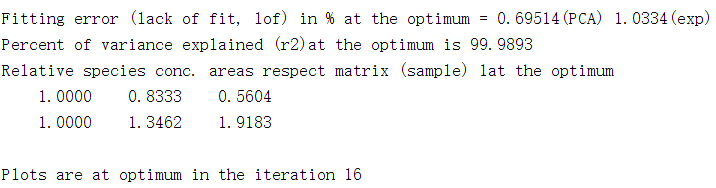 Fitting error (lack of fit, lof) in % at the optimum = 0.69514(PCA) 1.0334(exp)
Percent of variance explained (r2)at the optimum is 99.9893
Relative species conc. areas respect matrix (sample) 1at the optimum
1.0000 0.8333 0.5604
1.0000 1.3462 1.9183
Plots are at optimum in the iteration 16